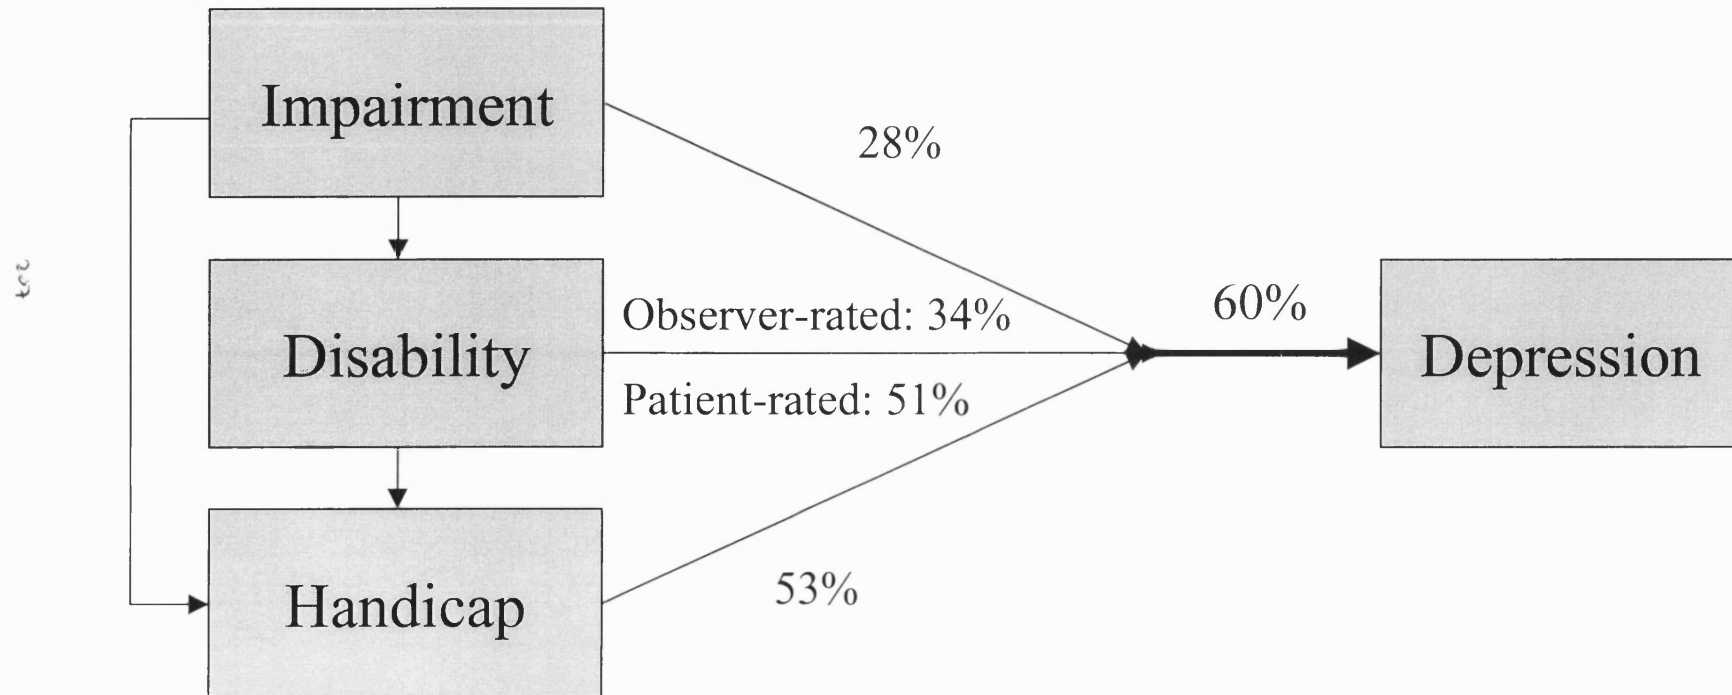 Impairment
28%
Observer-rated: 34%
60%
Disability
Depression
Patient-rated: 51%
53%
Handicap